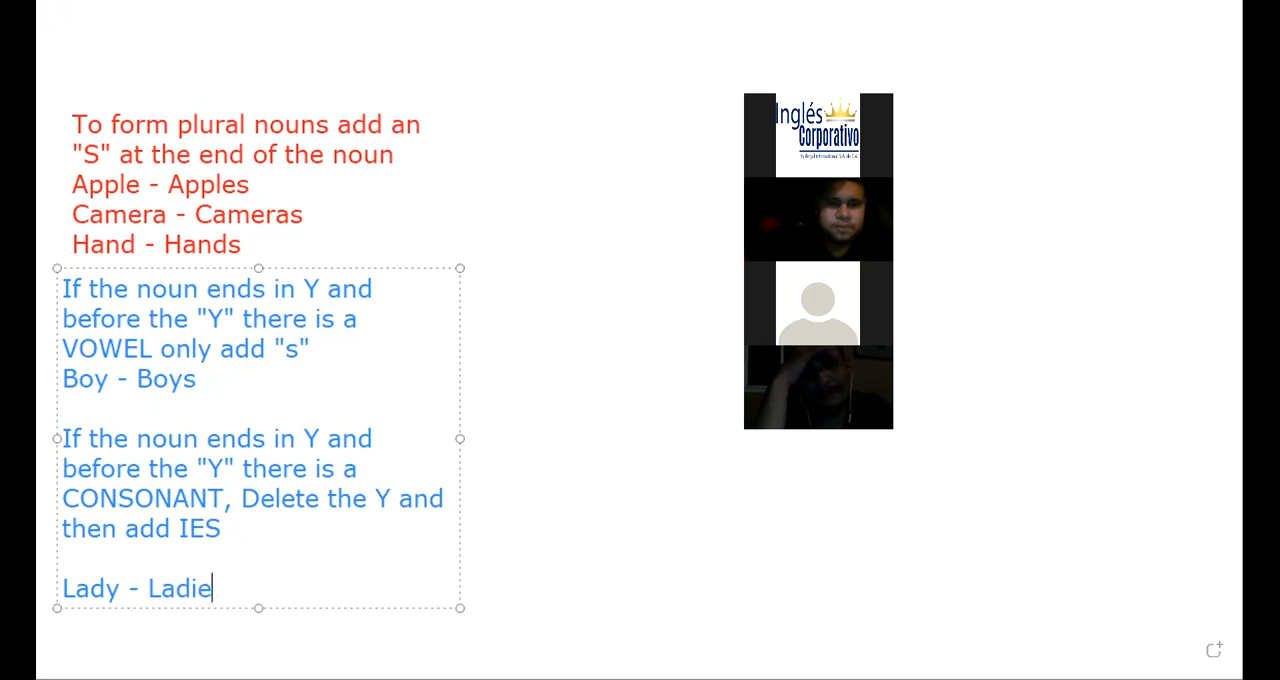 To form plural nouns add an
"S" at the end of the noun
Apple - Apples
Camera - Cameras
Hand - Hands
If the noun ends in Y and
before the "Y" there is a
VOWEL only add "s"
Boy - Boys
If the noun ends in Y and
before the "Y" there is a
CONSONANT, Delete the Y and
then add IES
Lady - Ladie
Inglés
Corporativo